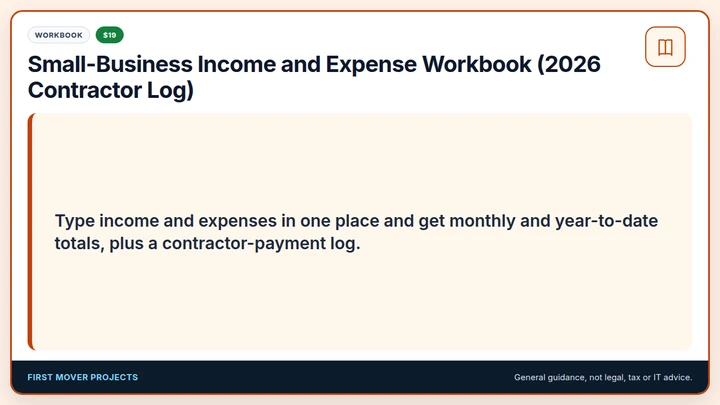 WORKBOOK
$19
Small-Business Income and Expense Workbook (2026
Contractor Log)
Type income and expenses in one place and get monthly and year-to-date
totals, plus a contractor-payment log.
FIRST MOVER PROJECTS
General guidance, not legal, tax or IT advice.